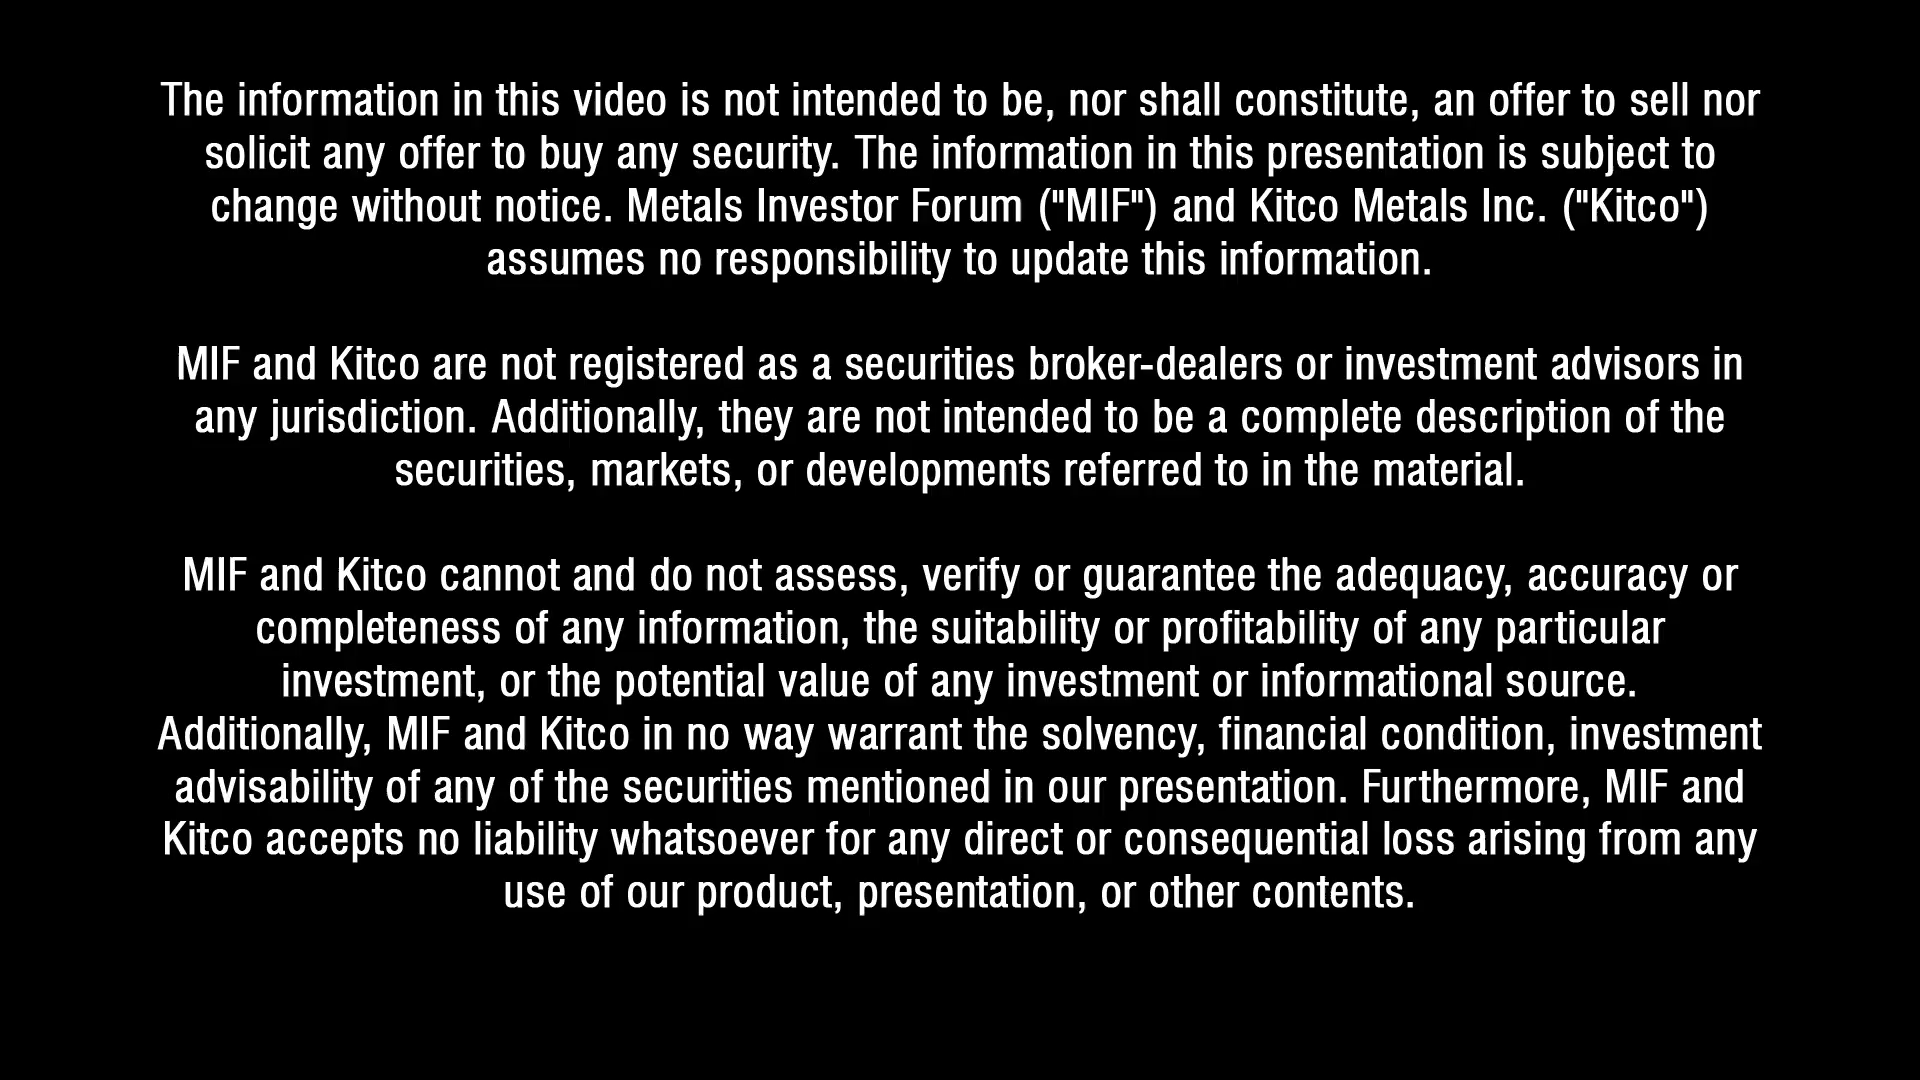 The information in this video is not intended to be, nor shall constitute, an offer to sell nor
solicit any offer to buy any security. The information in this presentation is subject to
change without notice. Metals Investor Forum ("MIF") and Kitco Metals Inc. ("Kitco")
assumes no responsibility to update this information.
MIF and Kitco are not registered as a securities broker-dealers or investment advisors in
any jurisdiction. Additionally, they are not intended to be a complete description of the
securities, markets, or developments referred to in the material.
MIF and Kitco cannot and do not assess, verify or guarantee the adequacy, accuracy or
completeness of any information, the suitability or profitability of any particular
investment, or the potential value of any investment or informational source.
Additionally, MIF and Kitco in no way warrant the solvency, financial condition, investment
advisability of any of the securities mentioned in our presentation. Furthermore, MIF and
Kitco accepts no liability whatsoever for any direct or consequential loss arising from any
use of our product, presentation, or other contents.